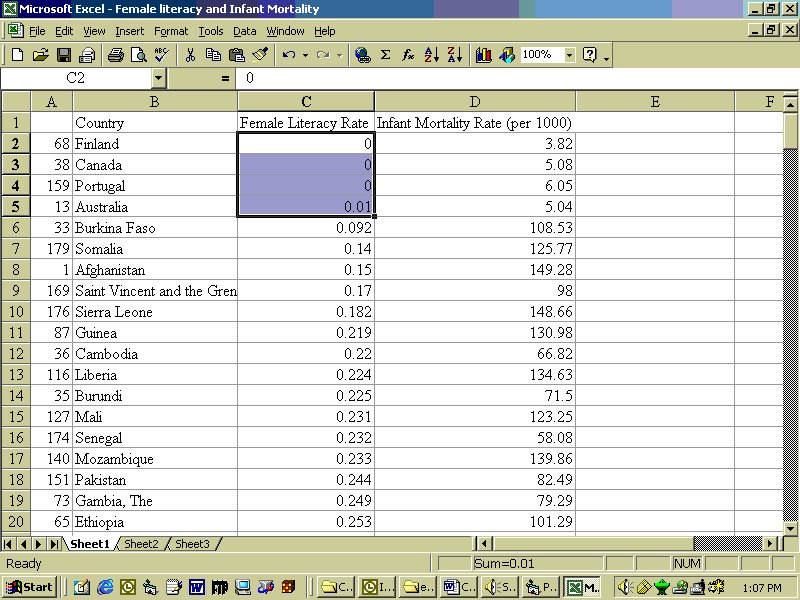 Microsoft Excel - Female literacy and Infant Mortality
File Edit View Insert Format Tools Data Window Help
100%
C2 = 0
A B C D E F
1 Country Female Literacy Rate Infant Mortality Rate (per 1000)
2 68 Finland 0 3.82
3 38 Canada 0 5.08
4 159 Portugal 0 6.05
5 13 Australia 0.01 5.04
6 33 Burkina Faso 0.092 108.53
7 179 Somalia 0.14 125.77
8 1 Afghanistan 0.15 149.28
9 169 Saint Vincent and the Gren 0.17 98
10 176 Sierra Leone 0.182 148.66
11 87 Guinea 0.219 130.98
12 36 Cambodia 0.22 66.82
13 116 Liberia 0.224 134.63
14 35 Burundi 0.225 71.5
15 127 Mali 0.231 123.25
16 174 Senegal 0.232 58.08
17 140 Mozambique 0.233 139.86
18 151 Pakistan 0.244 82.49
19 73 Gambia, The 0.249 79.29
20 65 Ethiopia 0.253 101.29
Sheet1 Sheet2 Sheet3
Ready Sum=0.01 NUM
Start C.. I... e.. C.. S.. P.. M.. 1:07 PM